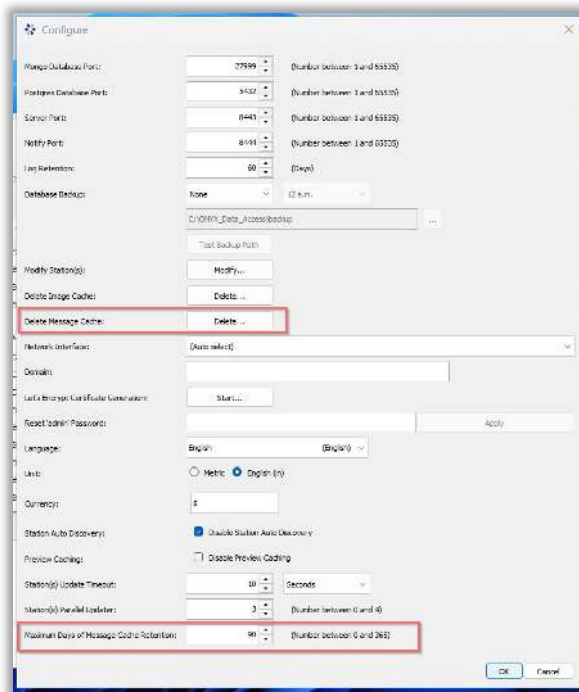 Configure
Mongo Database Port: 27999 (Number between 1 and 65535)
Postgres Database Port: 5432 (Number between 1 and 65535)
Server Port: 8443 (Number between 1 and 65535)
Notify Port: 8444 (Number between 1 and 65535)
Log Retention: 60 (Days)
Database Backup: None 12 a.m.
C:\ONYX_Data_Access\backup ...
Test Backup Path
Modify Station(s): Modify...
Delete Image Cache: Delete...
Delete Message Cache: Delete...
Network Interface: (Auto select)
Domain:
Let's Encrypt Certificate Generation: Start...
Reset 'admin' Password: Apply
Language: English (English)
Unit: Metric English (in)
Currency: $
Station Auto Discovery: Disable Station Auto Discovery
Preview Caching: Disable Preview Caching
Station(s) Update Timeout: 10 Seconds
Station(s) Parallel Updater: 3 (Number between 0 and 4)
Maximum Days of Message Cache Retention: 90 (Number between 0 and 365)
OK Cancel